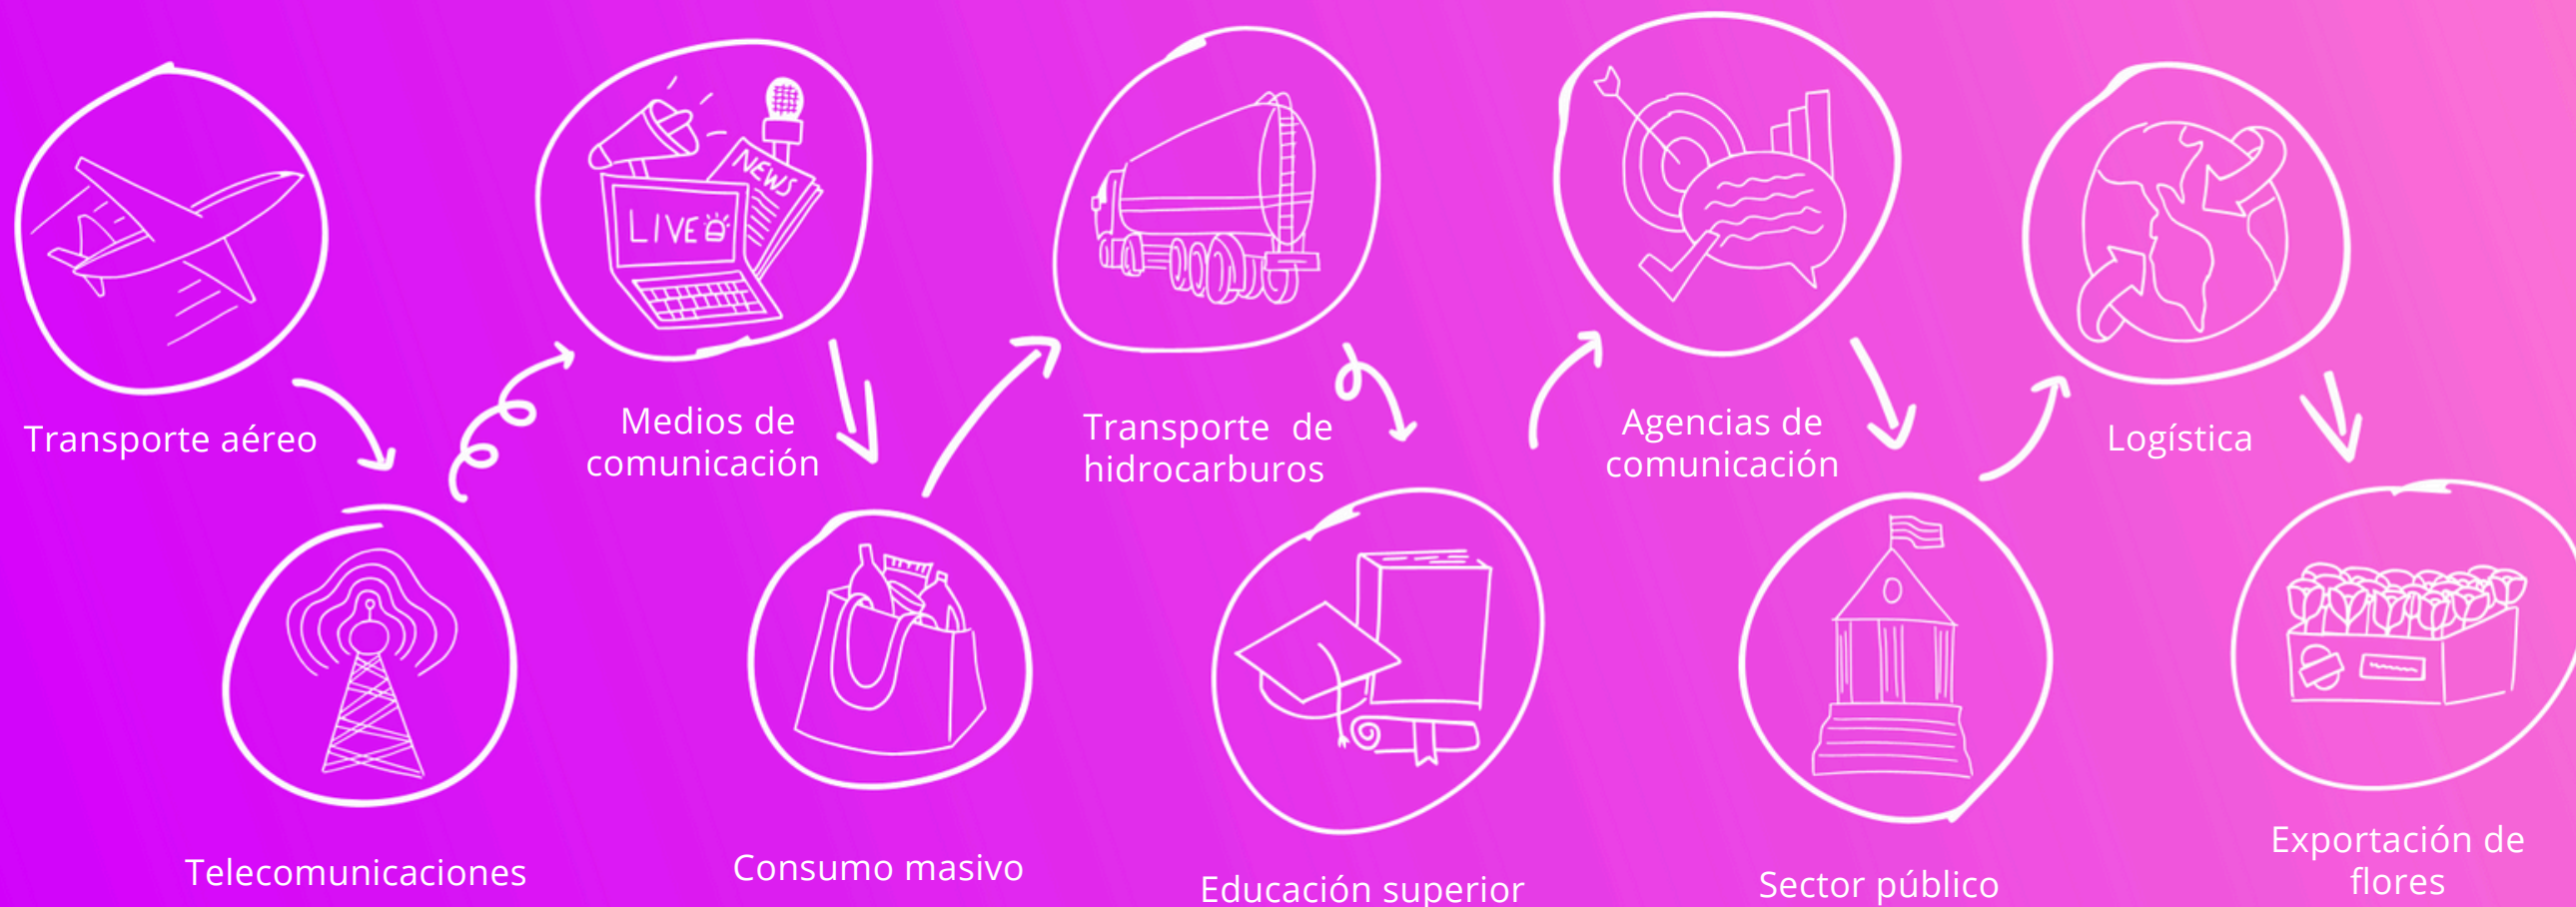 Transporte aéreo
Telecomunicaciones
NEWS
LIVE
Medios de
comunicación
Consumo masivo
Transporte de
hidrocarburos
Educación superior
Agencias de
comunicación
Sector público
Logística
Exportación de
flores